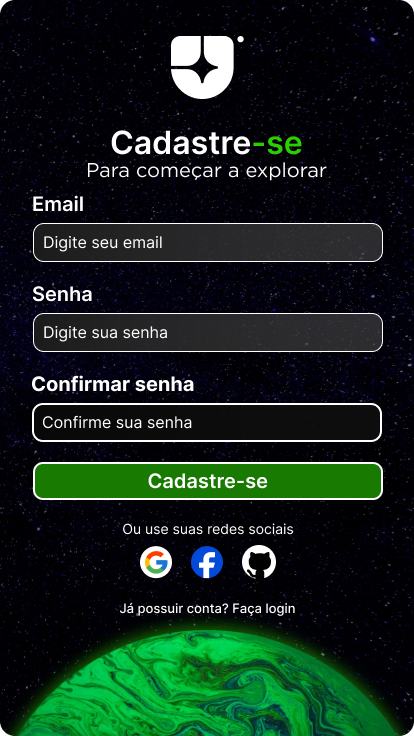 Cadastre-se
Para começar a explorar
Email
Digite seu email
Senha
Digite sua senha
Confirmar senha
Confirme sua senha
Cadastre-se
Ou use suas redes sociais
Já possuir conta? Faça login